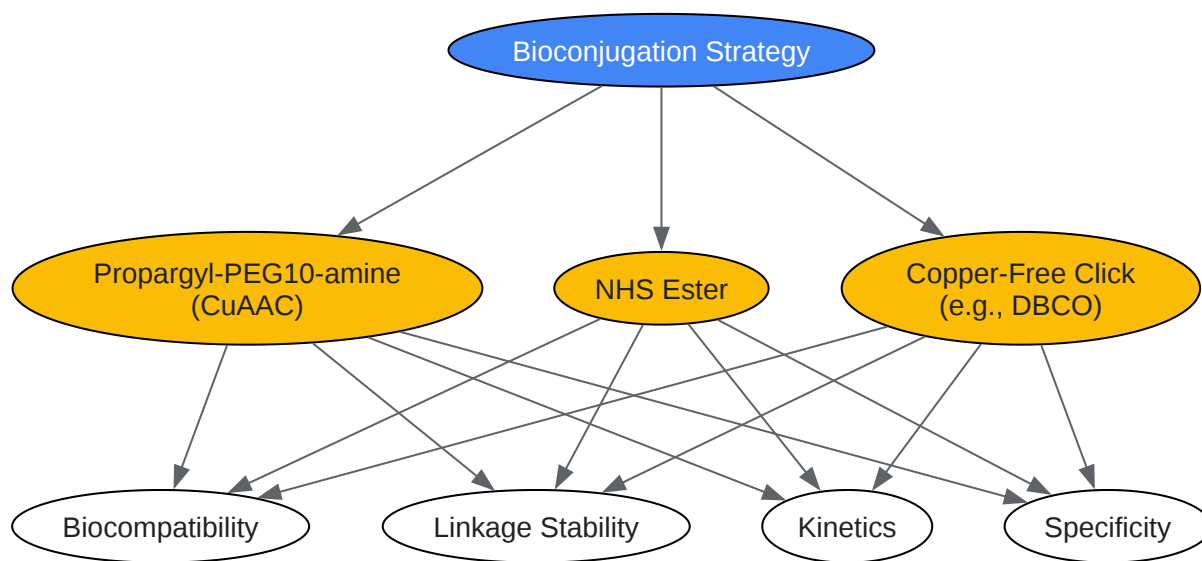 Bioconjugation Strategy
Propargyl-PEG10-amine
(CuAAC)
NHS Ester
Copper-Free Click
(e.g., DBCO)
Biocompatibility
Linkage Stability
Kinetics
Specificity